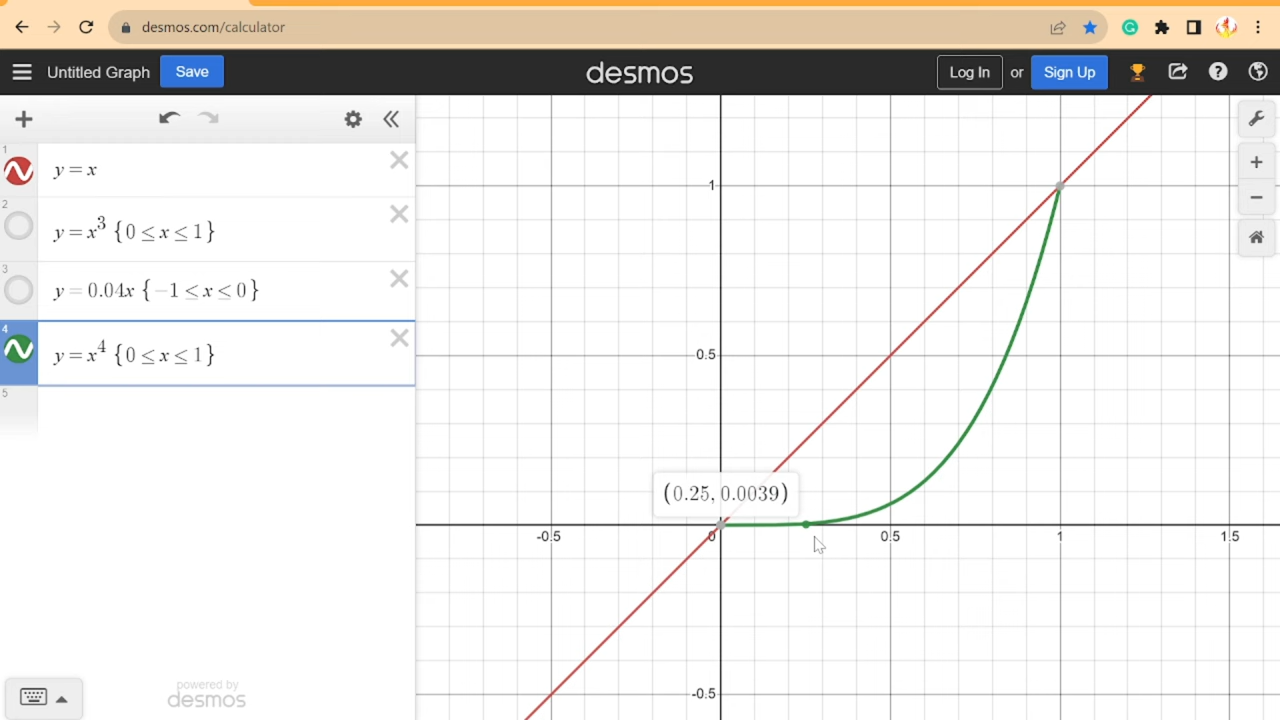 desmos.com/calculator
Untitled Graph Save desmos Log In or Sign Up
1 y = x
2 y = x³ {0 ≤ x ≤ 1}
3 y = 0.04x {−1 ≤ x ≤ 0}
4 y = x⁴ {0 ≤ x ≤ 1}
5
powered by
desmos
1
0.5
(0.25, 0.0039)
-0.5 0 0.5 1 1.5
-0.5